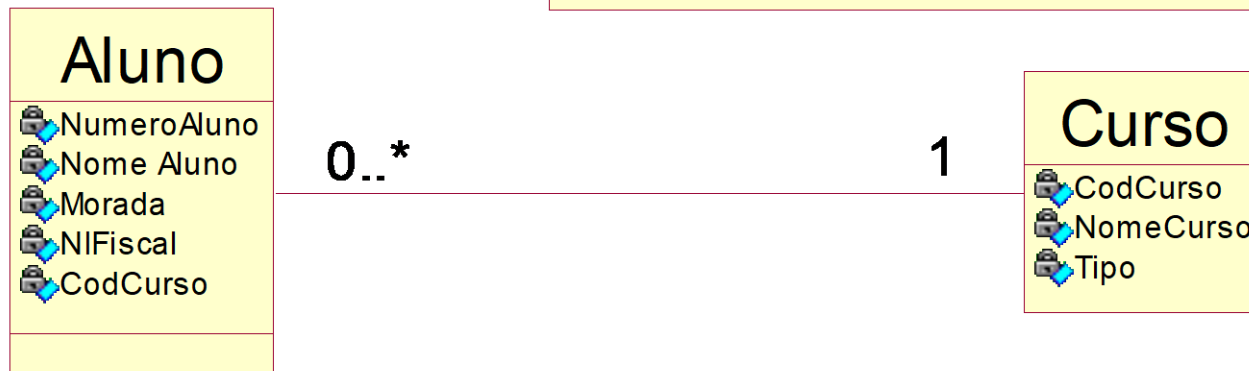 Aluno
NumeroAluno
Nome Aluno
Morada
NIFiscal
CodCurso
0..*
1
Curso
CodCurso
NomeCurso
Tipo